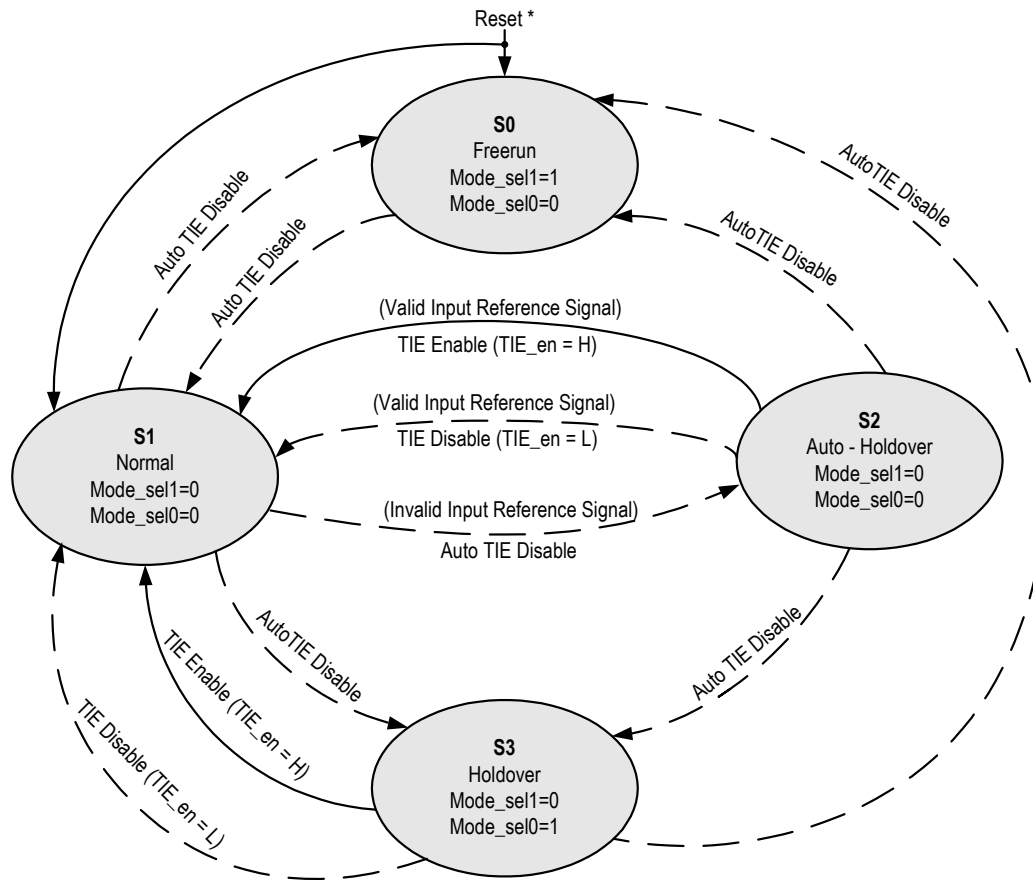 Reset *
S0
Freerun
Mode_sel1=1
Mode_sel0=0
Auto TIE Disable
Auto TIE Disable
AutoTIE Disable
AutoTIE Disable
(Valid Input Reference Signal)
TIE Enable (TIE_en = H)
(Valid Input Reference Signal)
TIE Disable (TIE_en = L)
(Invalid Input Reference Signal)
Auto TIE Disable
S1
Normal
Mode_sel1=0
Mode_sel0=0
S2
Auto - Holdover
Mode_sel1=0
Mode_sel0=0
AutoTIE Disable
Auto TIE Disable
TIE Enable (TIE_en = H)
TIE Disable (TIE_en = L)
S3
Holdover
Mode_sel1=0
Mode_sel0=1